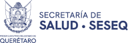 SECRETARÍA DE
SALUD · SESEQ
QUERÉTARO